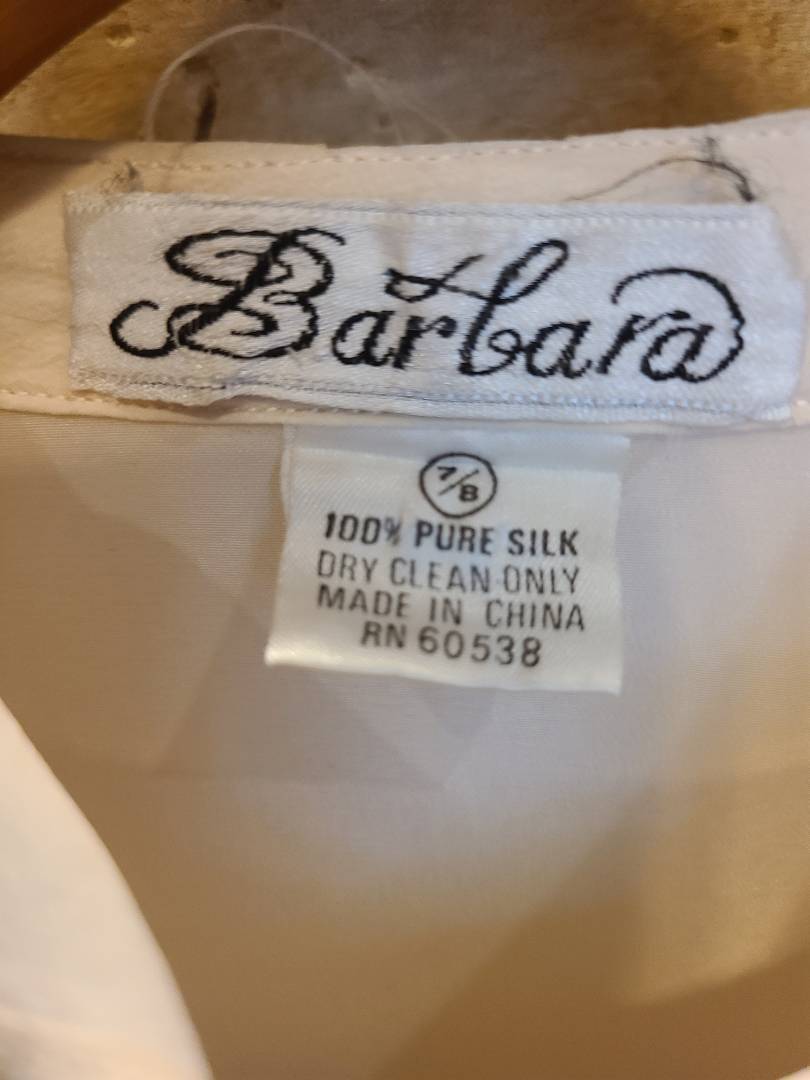 Barbara
7/8
100% PURE SILK
DRY CLEAN ONLY
MADE IN CHINA
RN 60538